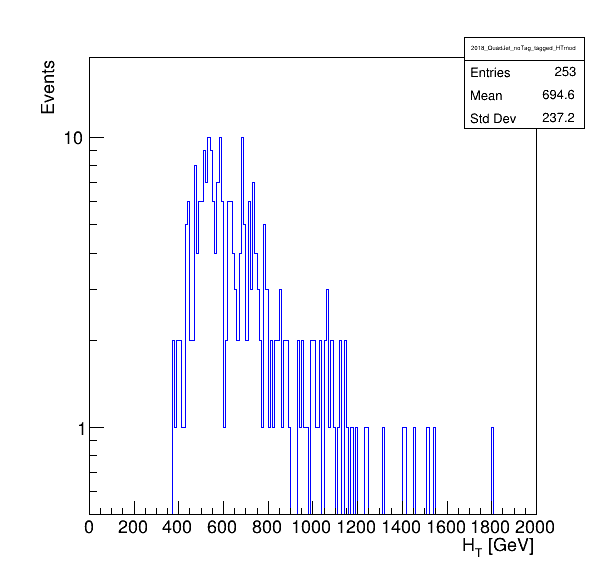 2018_QuadJet_noTag_tagged_HTmod
Entries 253
Mean 694.6
Std Dev 237.2
Events
10
1
0 200 400 600 800 1000 1200 1400 1600 1800 2000
H_T [GeV]